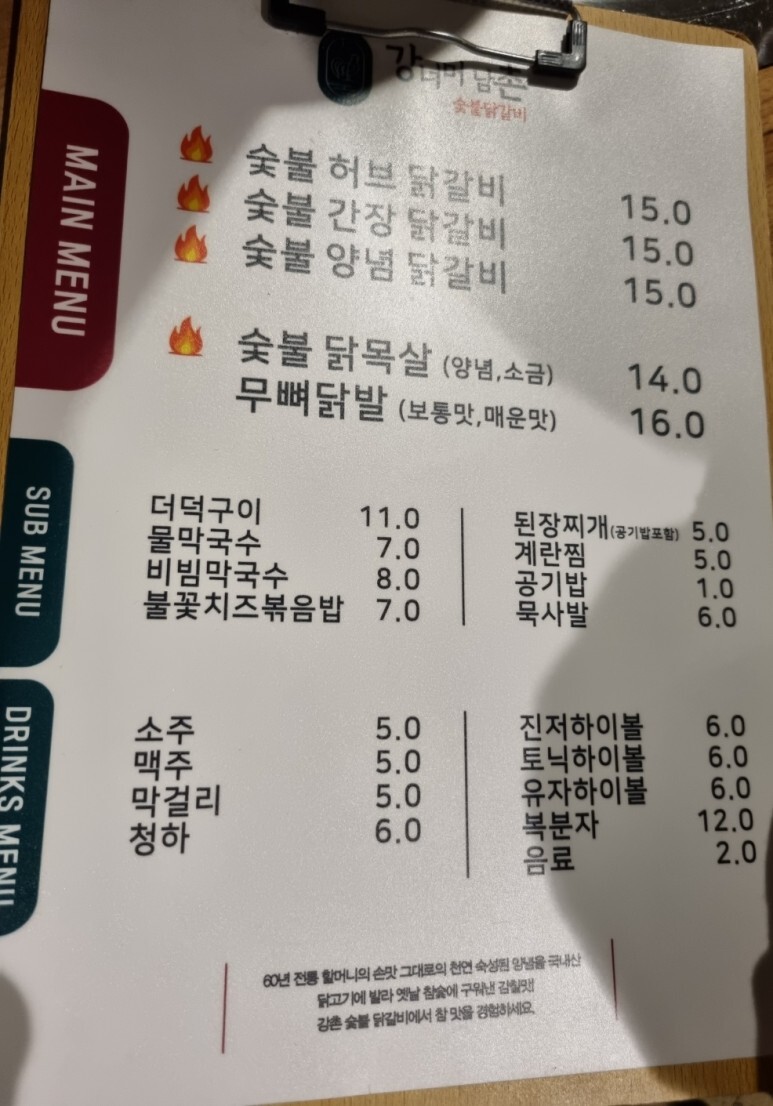 숯불닭갈비
MAIN MENU
숯불 허브 닭갈비 15.0
숯불 간장 닭갈비 15.0
숯불 양념 닭갈비 15.0
숯불 닭목살 (양념,소금) 14.0
무뼈닭발 (보통맛,매운맛) 16.0
SUB MENU
더덕구이 11.0
물막국수 7.0
비빔막국수 8.0
불꽃치즈볶음밥 7.0
된장찌개(공기밥포함) 5.0
계란찜 5.0
공기밥 1.0
묵사발 6.0
DRINKS MENU
소주 5.0
맥주 5.0
막걸리 5.0
청하 6.0
진저하이볼 6.0
토닉하이볼 6.0
유자하이볼 6.0
복분자 12.0
음료 2.0
60년 전통 할머니의 손맛 그대로의 천연 숙성된 양념을 국내산
닭고기에 발라 옛날 참숯에 구워낸 감칠맛!
강촌 숯불 닭갈비에서 참 맛을 경험하세요.